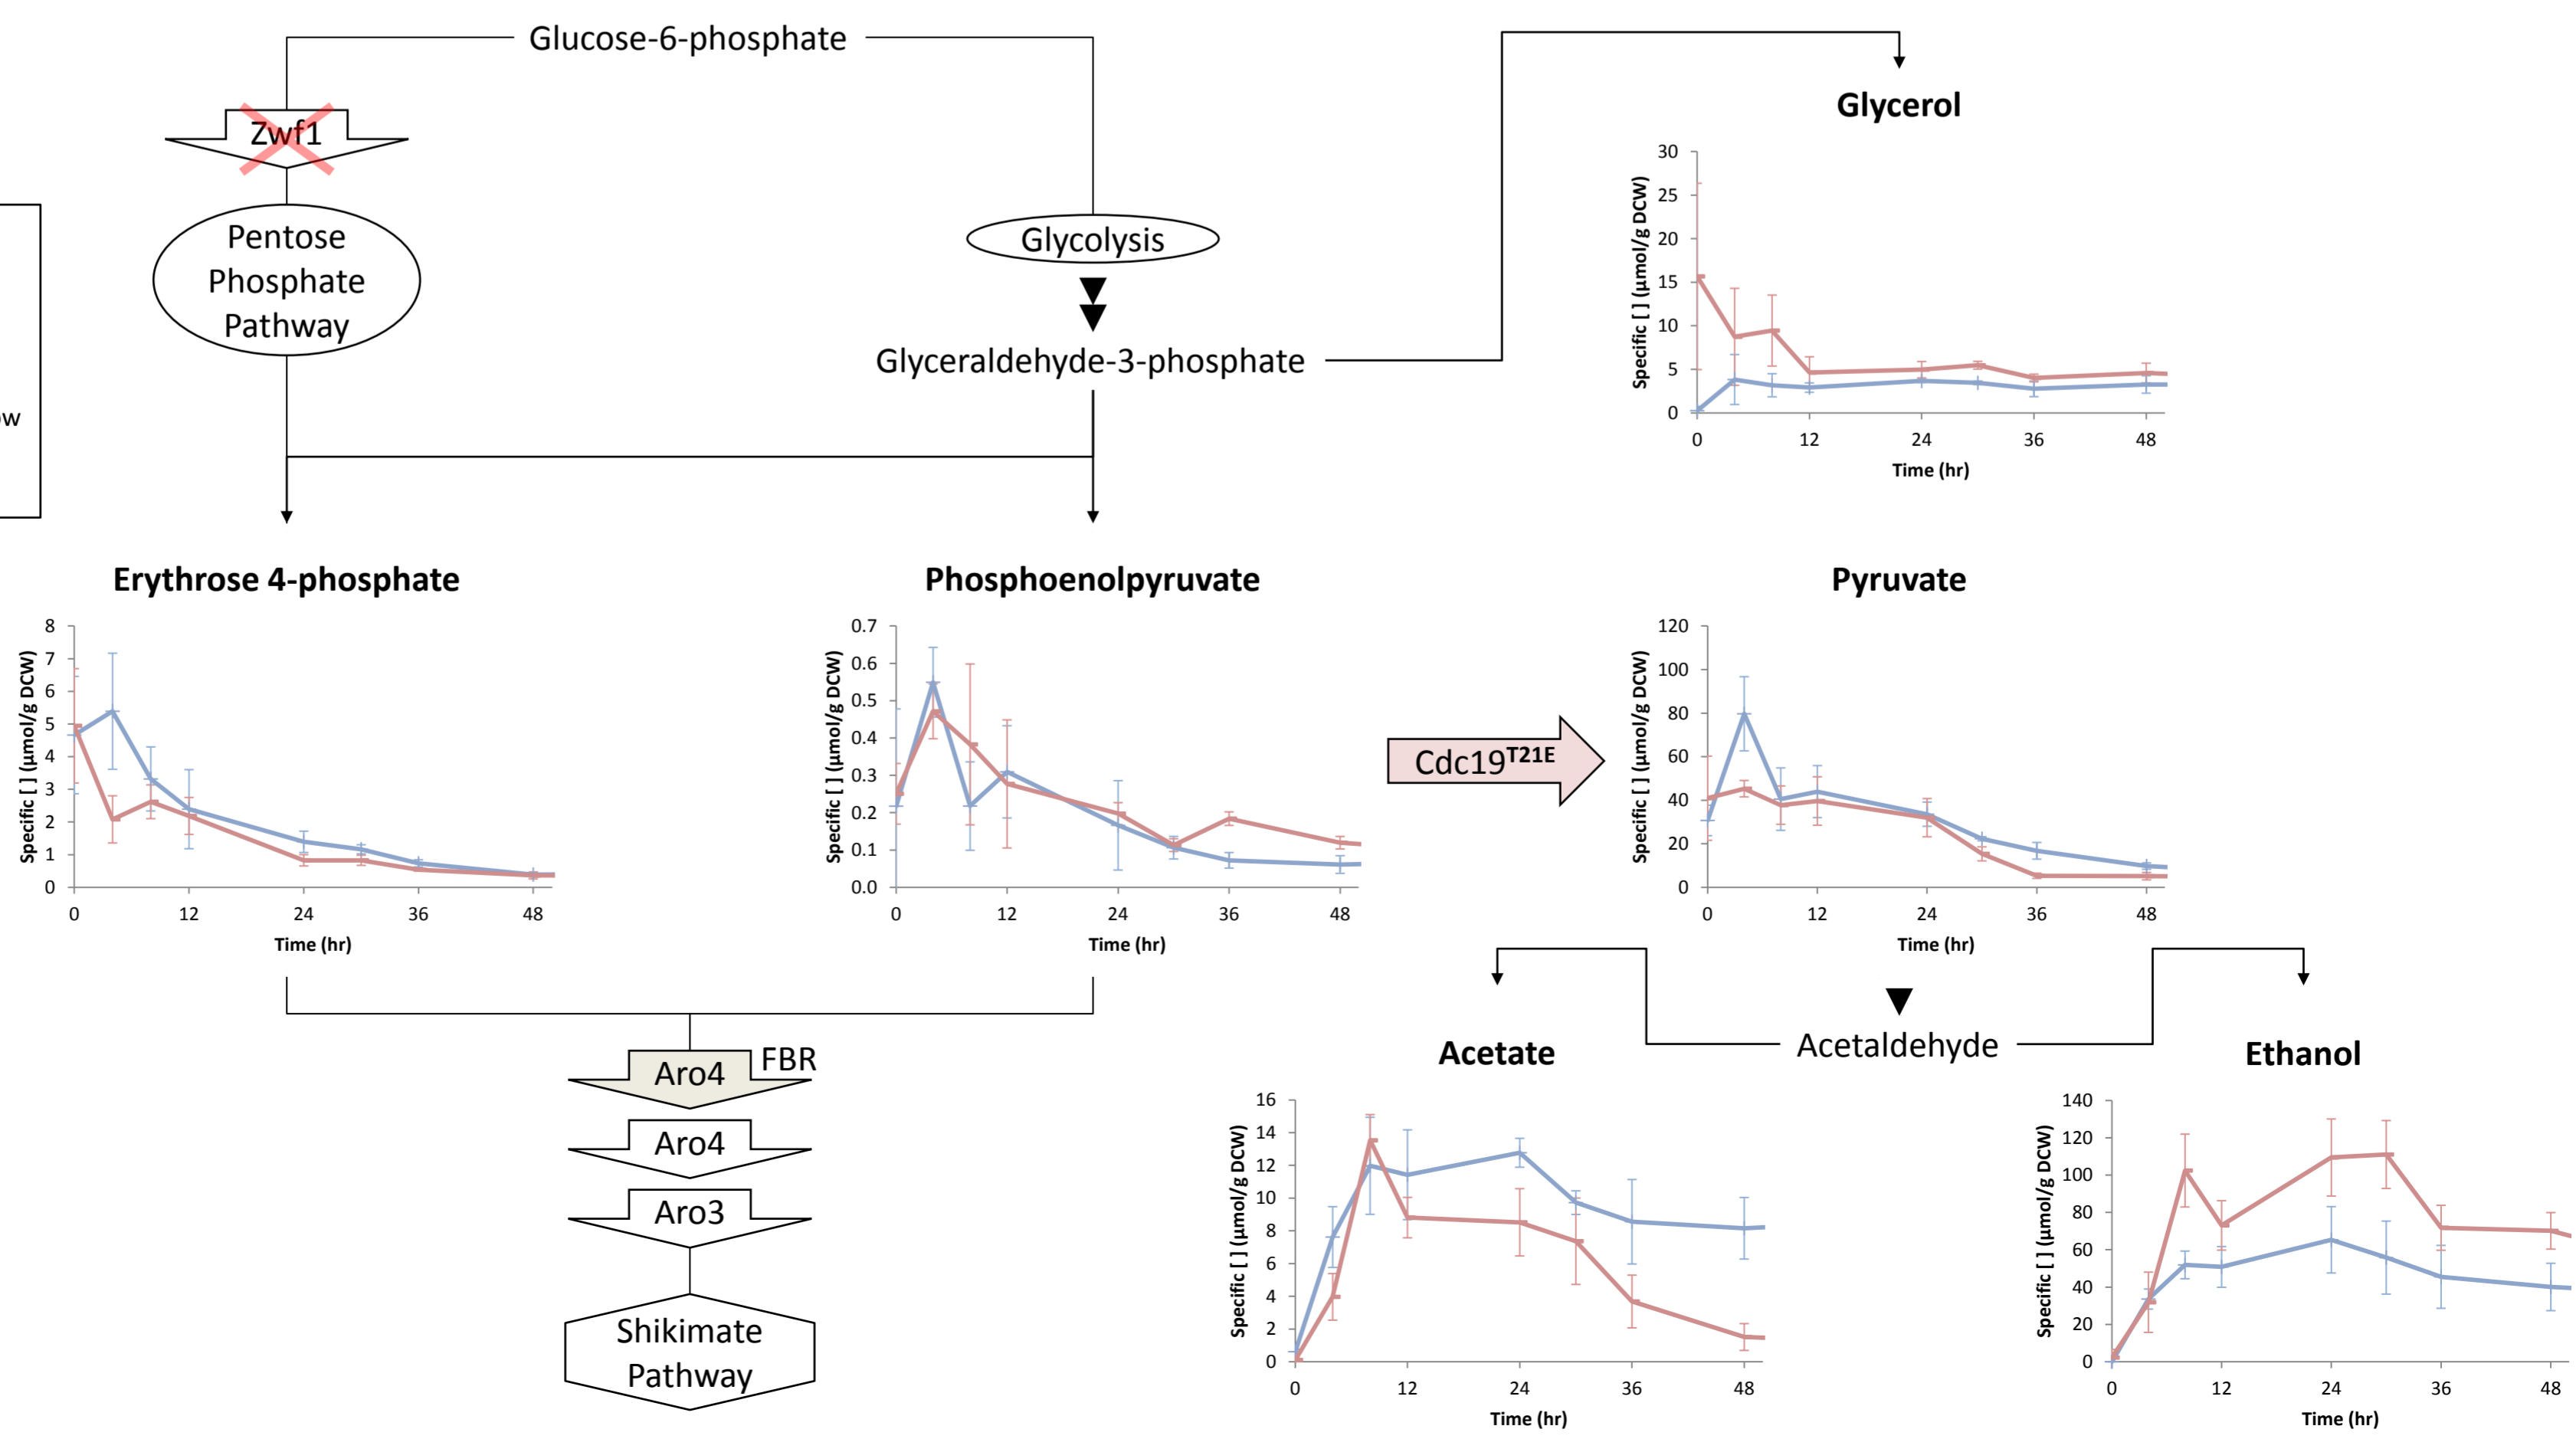 Glucose-6-phosphate
Zwf1
Pentose
Phosphate
Pathway
Glycolysis
Glyceraldehyde-3-phosphate
Glycerol
Specific [ ] (µmol/g DCW)
30
25
20
15
10
5
0
0 12 24 36 48
Time (hr)
ow
Erythrose 4-phosphate
Specific [ ] (µmol/g DCW)
8
7
6
5
4
3
2
1
0
0 12 24 36 48
Time (hr)
Phosphoenolpyruvate
Specific [ ] (µmol/g DCW)
0.7
0.6
0.5
0.4
0.3
0.2
0.1
0.0
0 12 24 36 48
Time (hr)
Cdc19T21E
Pyruvate
Specific [ ] (µmol/g DCW)
120
100
80
60
40
20
0
0 12 24 36 48
Time (hr)
Aro4 FBR
Aro4
Aro3
Shikimate
Pathway
Acetaldehyde
Acetate
Specific [ ] (µmol/g DCW)
16
14
12
10
8
6
4
2
0
0 12 24 36 48
Time (hr)
Ethanol
Specific [ ] (µmol/g DCW)
140
120
100
80
60
40
20
0
0 12 24 36 48
Time (hr)